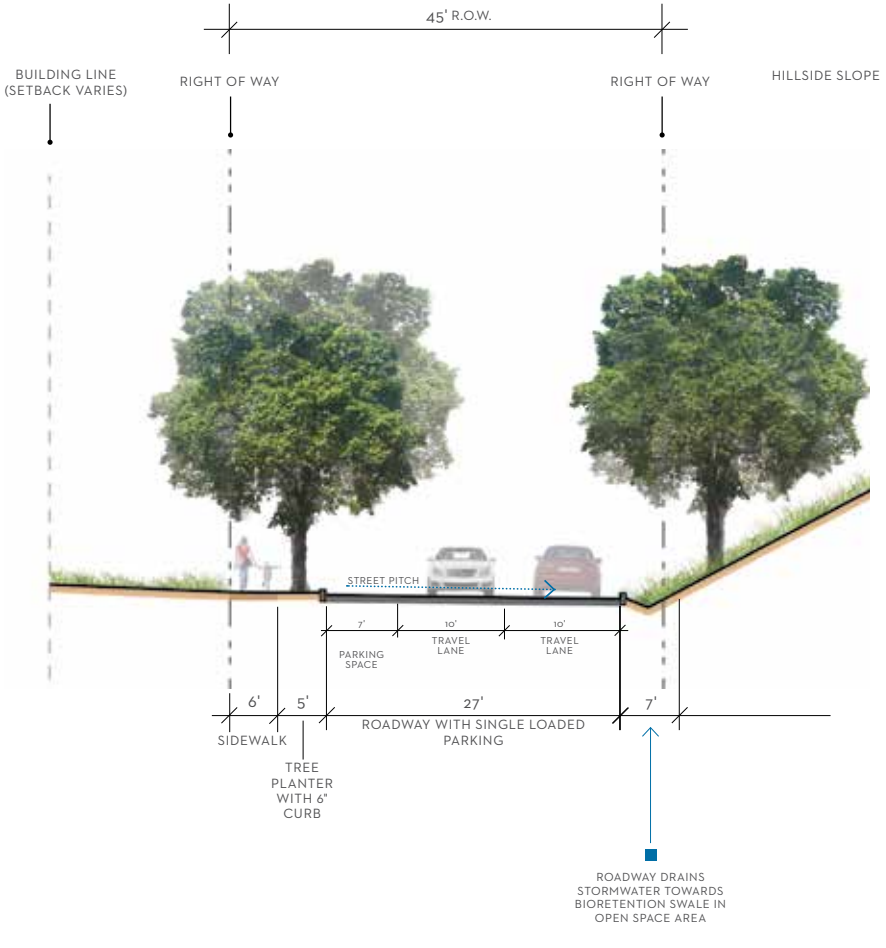 45' R.O.W.
BUILDING LINE
(SETBACK VARIES)
RIGHT OF WAY
RIGHT OF WAY
HILLSIDE SLOPE
STREET PITCH
7'
10'
10'
PARKING
SPACE
TRAVEL
LANE
TRAVEL
LANE
6'
5'
27'
7'
SIDEWALK
ROADWAY WITH SINGLE LOADED
PARKING
TREE
PLANTER
WITH 6"
CURB
ROADWAY DRAINS
STORMWATER TOWARDS
BIORETENTION SWALE IN
OPEN SPACE AREA